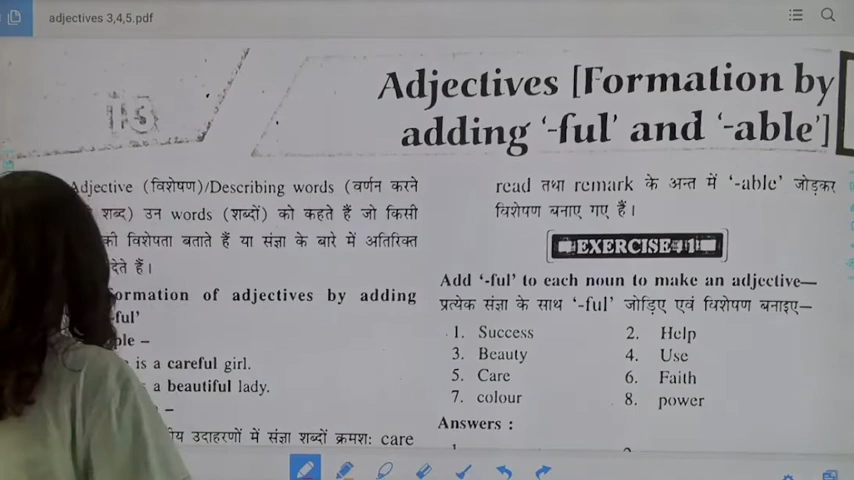 adjectives 3,4,5.pdf
13
Adjectives [Formation by
adding '-ful' and '-able']
Adjective (विशेषण)/Describing words (वर्णन करने
शब्द) उन words (शब्दों) को कहते हैं जो किसी
की विशेषता बताते हैं या संज्ञा के बारे में अतिरिक्त
देते हैं।
ormation of adjectives by adding
-ful'
ple –
is a careful girl.
a beautiful lady.
–
ीय उदाहरणों में संज्ञा शब्दों क्रमशः care
read तथा remark के अन्त में '-able' जोड़कर
विशेषण बनाए गए हैं।
EXERCISE-1
Add '-ful' to each noun to make an adjective—
प्रत्येक संज्ञा के साथ '-ful' जोड़िए एवं विशेषण बनाइए–
1. Success 2. Help
3. Beauty 4. Use
5. Care 6. Faith
7. colour 8. power
Answers :